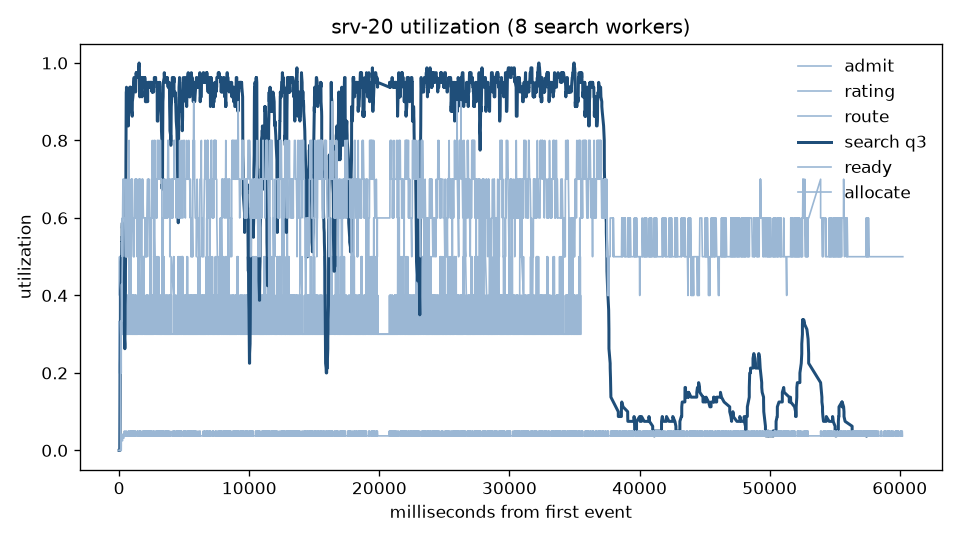 srv-20 utilization (8 search workers)
1.0
0.8
0.6
0.4
0.2
0.0
utilization
admit
rating
route
search q3
ready
allocate
0 10000 20000 30000 40000 50000 60000
milliseconds from first event